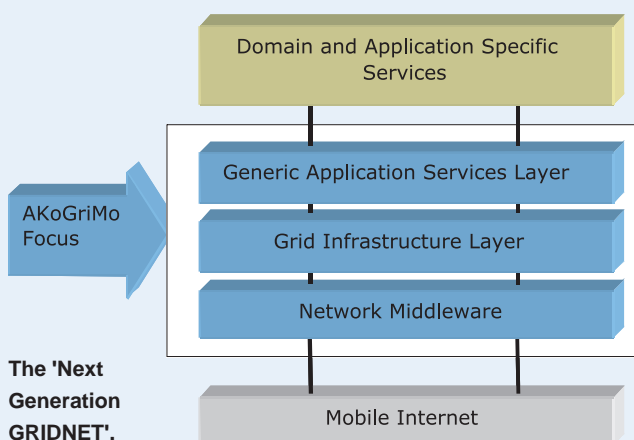 Domain and Application Specific
Services
Generic Application Services Layer
AKoGriMo
Focus
Grid Infrastructure Layer
Network Middleware
The 'Next
Generation
GRIDNET'.
Mobile Internet